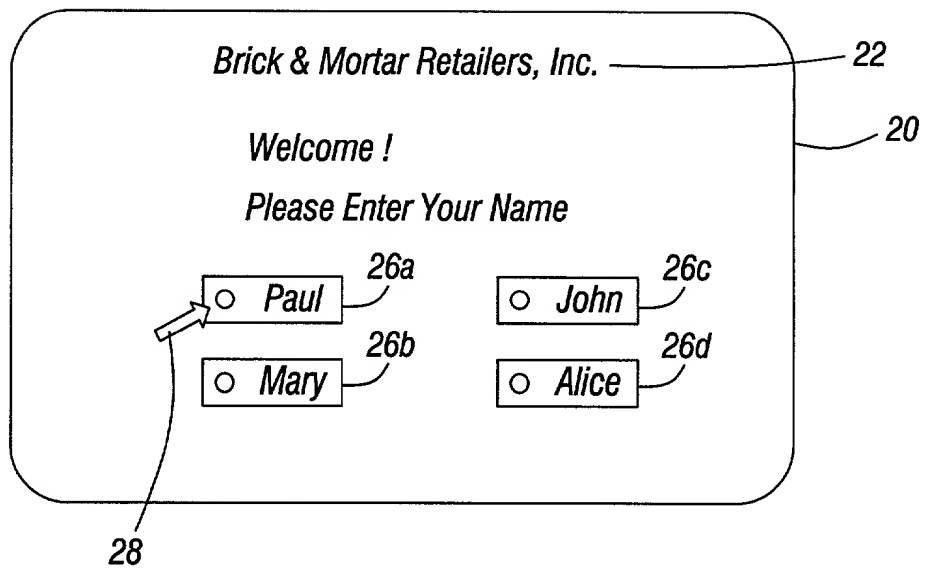 Brick & Mortar Retailers, Inc. 22
20
Welcome !
Please Enter Your Name
26a 26c
Paul John
26b 26d
Mary Alice
28